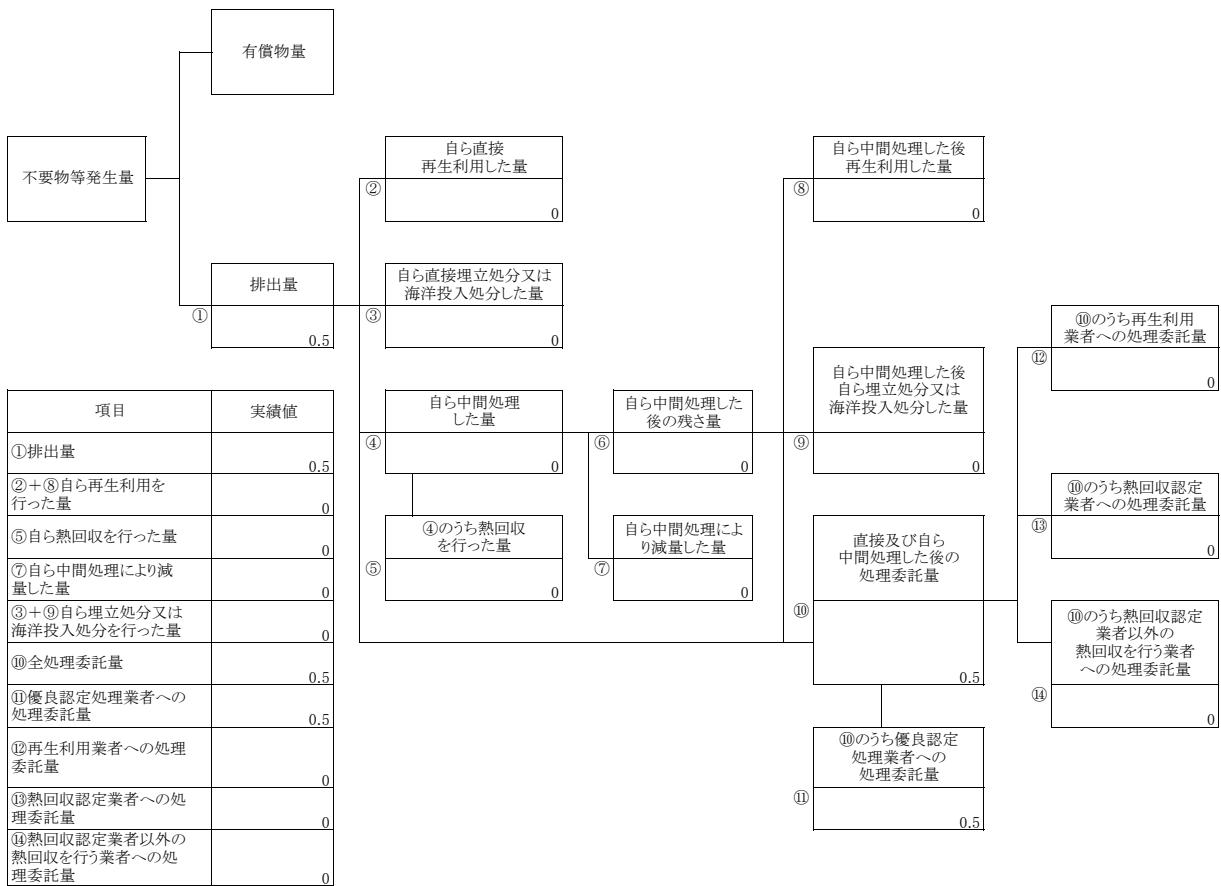 有償物量
不要物等発生量
自ら直接
再生利用した量
②
0
自ら中間処理した後
再生利用した量
⑧
0
排出量
①
0.5
自ら直接埋立処分又は
海洋投入処分した量
③
0
⑩のうち再生利用
業者への処理委託量
⑫
0
自ら中間処理
した量
④
0
自ら中間処理した
後の残さ量
⑥
0
自ら中間処理した後
自ら埋立処分又は
海洋投入処分した量
⑨
0
④のうち熱回収
を行った量
⑤
0
自ら中間処理によ
り減量した量
⑦
0
直接及び自ら
中間処理した後の
処理委託量
⑩
0.5
⑩のうち熱回収認定
業者への処理委託量
⑬
0
⑩のうち熱回収認定
業者以外の
熱回収を行う業者
への処理委託量
⑭
0
⑩のうち優良認定
処理業者への
処理委託量
⑪
0.5
項目
実績値
①排出量
0.5
②+⑧自ら再生利用を
行った量
0
⑤自ら熱回収を行った量
0
⑦自ら中間処理により減
量した量
0
③+⑨自ら埋立処分又は
海洋投入処分を行った量
0
⑩全処理委託量
0.5
⑪優良認定処理業者への
処理委託量
0.5
⑫再生利用業者への処理
委託量
0
⑬熱回収認定業者への処
理委託量
0
⑭熱回収認定業者以外の
熱回収を行う業者への処
理委託量
0